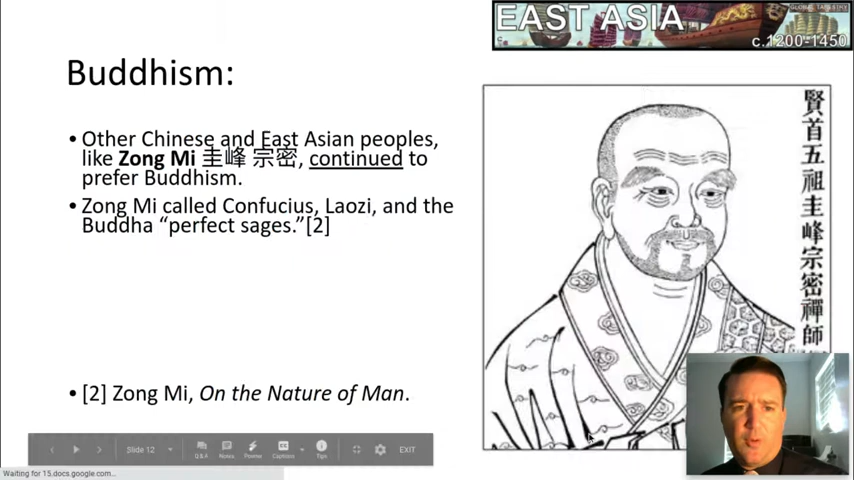 EAST ASIA
GLOBAL TAPESTRY
c.1200-1450
Buddhism:
• Other Chinese and East Asian peoples,
like Zong Mi 圭峰 宗密, continued to
prefer Buddhism.
• Zong Mi called Confucius, Laozi, and the
Buddha “perfect sages.”[2]
• [2] Zong Mi, On the Nature of Man.
賢首五祖圭峰宗密禪師
Slide 12
Q&A
Notes
Pointer
Captions
Tips
EXIT
Waiting for 15.docs.google.com...